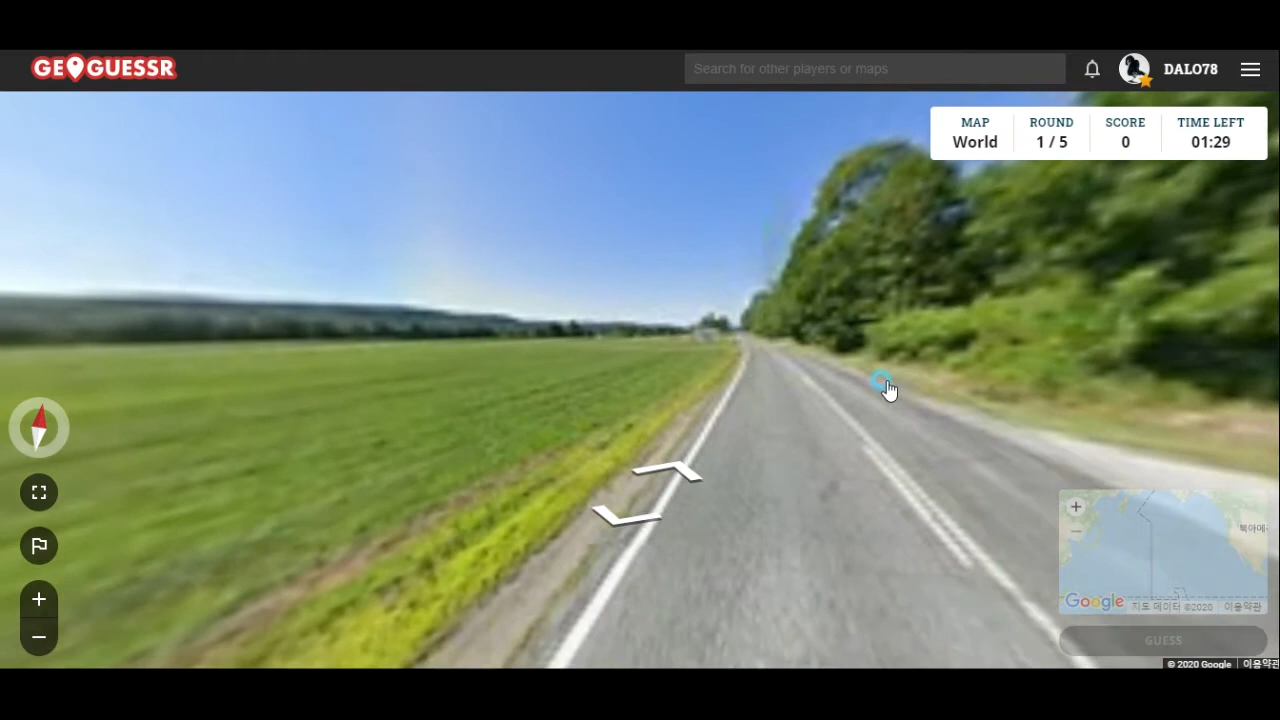 GEOGUESSR
Search for other players or maps
DALO78
MAP
World
ROUND
1 / 5
SCORE
0
TIME LEFT
01:29
+
−
북아메
Google
지도 데이터 ©2020
이용약관
GUESS
+
−
© 2020 Google
이용약관